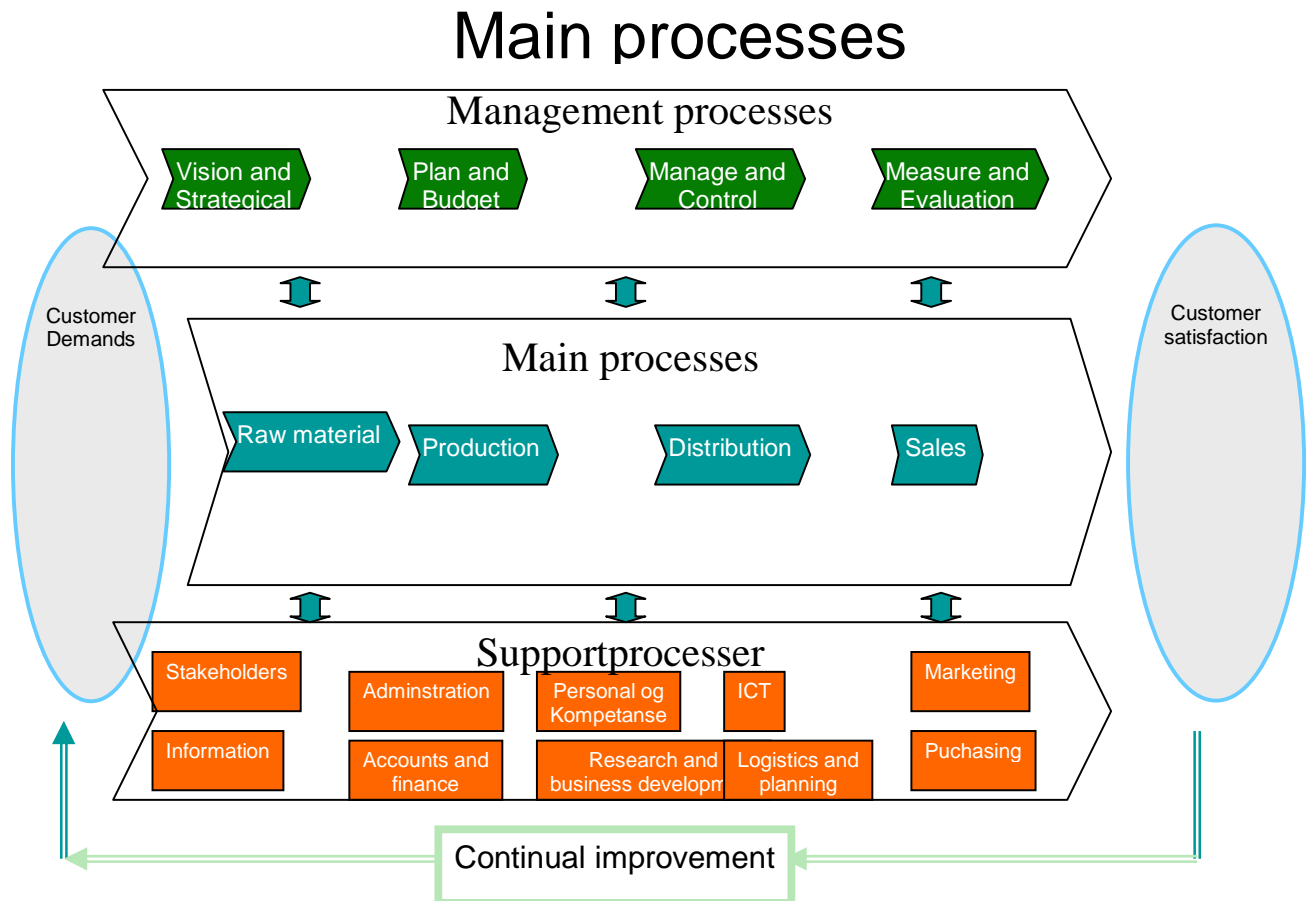 Main processes
Management processes
Vision and
Strategical
Plan and
Budget
Manage and
Control
Measure and
Evaluation
Customer
Demands
Customer
satisfaction
Main processes
Raw material
Production
Distribution
Sales
Supportprocesser
Stakeholders
Adminstration
Personal og
Kompetanse
ICT
Marketing
Information
Accounts and
finance
Research and
business developm
Logistics and
planning
Puchasing
Continual improvement